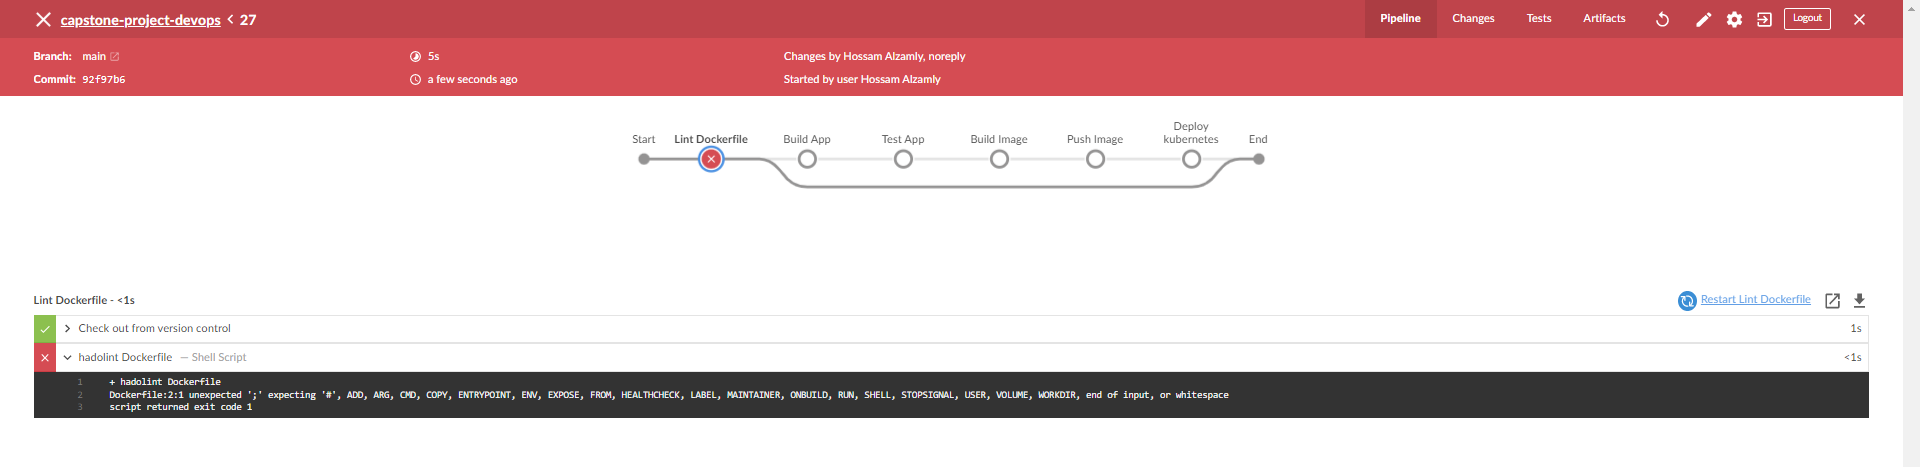 capstone-project-devops < 27
Pipeline
Changes
Tests
Artifacts
Logout
Branch: main
5s
Changes by Hossam Alzamly, noreply
Commit: 92f97b6
a few seconds ago
Started by user Hossam Alzamly
Start
Lint Dockerfile
Build App
Test App
Build Image
Push Image
Deploy
kubernetes
End
Lint Dockerfile - <1s
Restart Lint Dockerfile
Check out from version control
1s
hadolint Dockerfile — Shell Script
<1s
1 + hadolint Dockerfile
2 Dockerfile:2:1 unexpected ';' expecting '#', ADD, ARG, CMD, COPY, ENTRYPOINT, ENV, EXPOSE, FROM, HEALTHCHECK, LABEL, MAINTAINER, ONBUILD, RUN, SHELL, STOPSIGNAL, USER, VOLUME, WORKDIR, end of input, or whitespace
3 script returned exit code 1